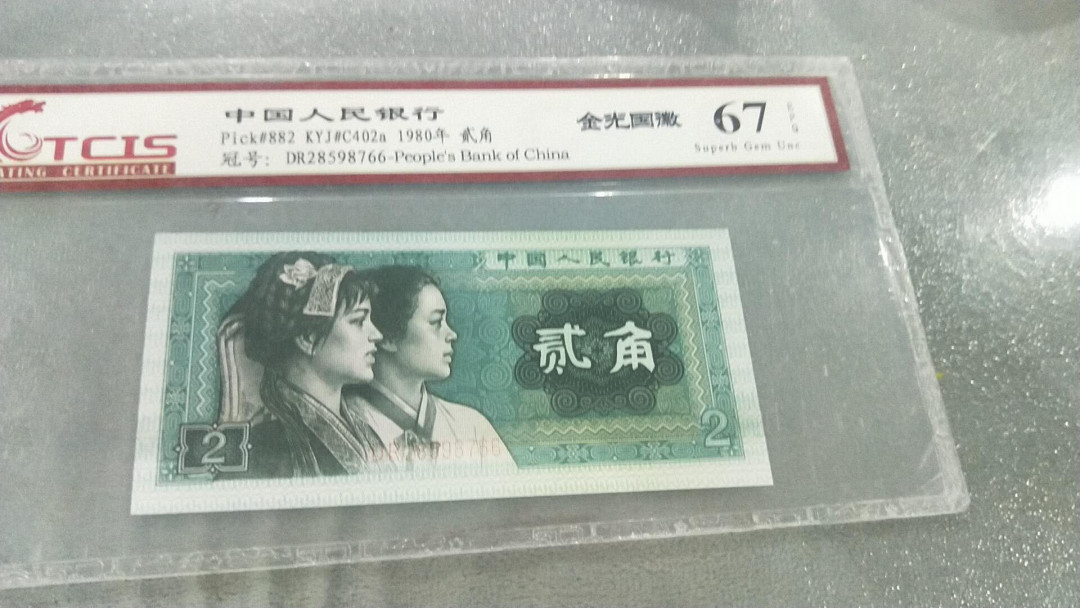 中国人民银行
Pick#882 KYJ#C402a 1980年 贰角
冠号: DR28598766-People's Bank of China
金光国徽
67
EPQ
Superb Gem Unc
TCIS
ATING CERTIFICATE
中国人民银行
贰角
2
2
DR28598766